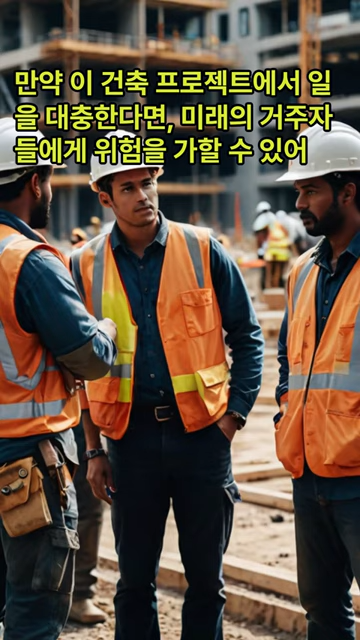 만약 이 건축 프로젝트에서 일
을 대충한다면, 미래의 거주자
들에게 위험을 가할 수 있어